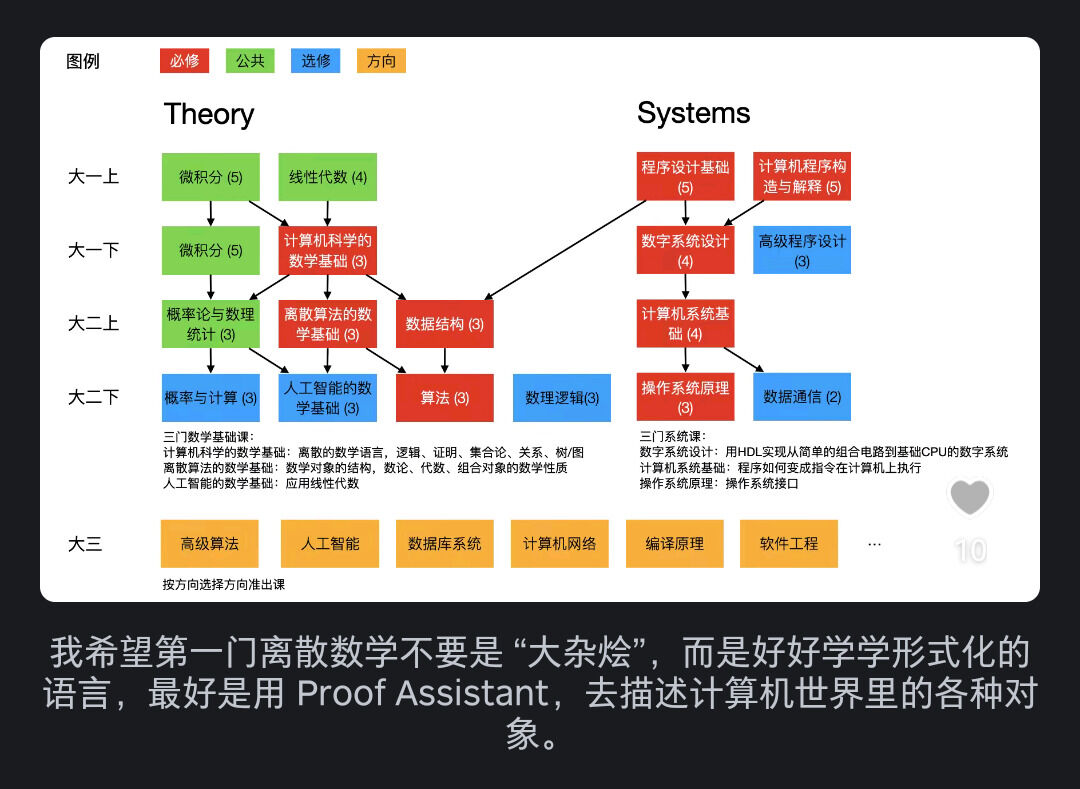 图例 必修 公共 选修 方向
Theory Systems
大一上 微积分 (5) 线性代数 (4) 程序设计基础 (5) 计算机程序构造与解释 (5)
大一下 微积分 (5) 计算机科学的数学基础 (3) 数字系统设计 (4) 高级程序设计 (3)
大二上 概率论与数理统计 (3) 离散算法的数学基础 (3) 数据结构 (3) 计算机系统基础 (4)
大二下 概率与计算 (3) 人工智能的数学基础 (3) 算法 (3) 数理逻辑(3) 操作系统原理 (3) 数据通信 (2)
三门数学基础课：
计算机科学的数学基础：离散的数学语言，逻辑、证明、集合论、关系、树/图
离散算法的数学基础：数学对象的结构，数论、代数、组合对象的数学性质
人工智能的数学基础：应用线性代数
三门系统课：
数字系统设计：用HDL实现从简单的组合电路到基础CPU的数字系统
计算机系统基础：程序如何变成指令在计算机上执行
操作系统原理：操作系统接口
10
大三 高级算法 人工智能 数据库系统 计算机网络 编译原理 软件工程 …
按方向选择方向准出课
我希望第一门离散数学不要是 “大杂烩”，而是好好学学形式化的
语言，最好是用 Proof Assistant，去描述计算机世界里的各种对
象。